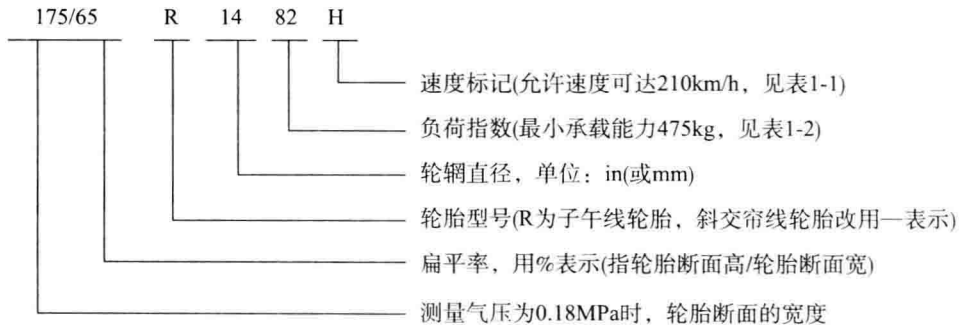 175/65 R 14 82 H
速度标记(允许速度可达210km/h，见表1-1)
负荷指数(最小承载能力475kg，见表1-2)
轮辋直径，单位：in(或mm)
轮胎型号(R为子午线轮胎，斜交帘线轮胎改用—表示)
扁平率，用%表示(指轮胎断面高/轮胎断面宽)
测量气压为0.18MPa时，轮胎断面的宽度